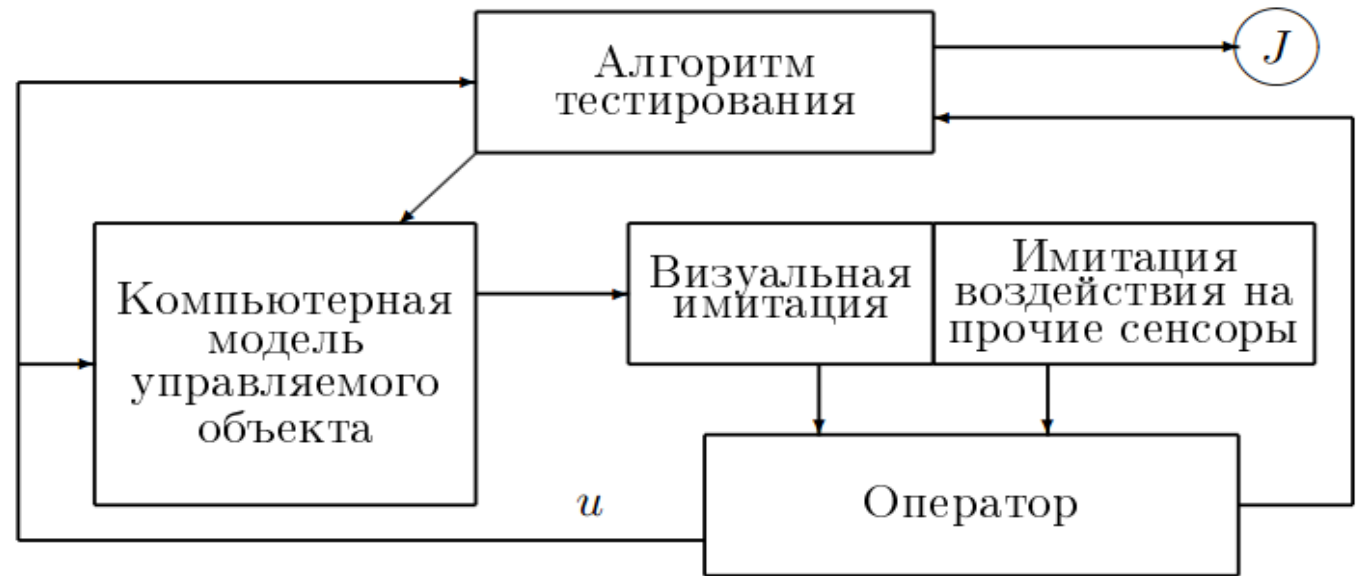 Алгоритм
тестирования
J
Компьютерная
модель
управляемого
объекта
Визуальная
имитация
Имитация
воздействия на
прочие сенсоры
u
Оператор